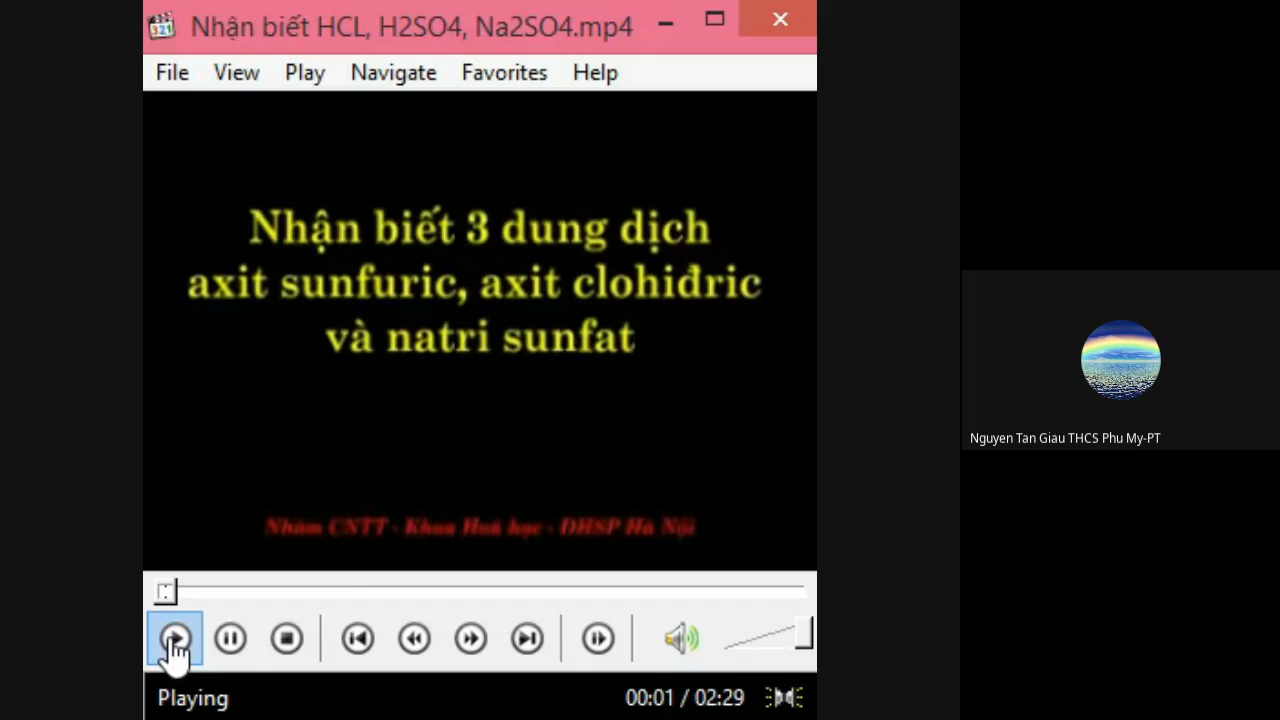 Nhận biết HCL, H2SO4, Na2SO4.mp4
File View Play Navigate Favorites Help
Nhận biết 3 dung dịch
axit sunfuric, axit clohiđric
và natri sunfat
Nhóm CNTT - Khoa Hoá học - ĐHSP Hà Nội
Nguyen Tan Giau THCS Phu My-PT
Playing 00:01 / 02:29